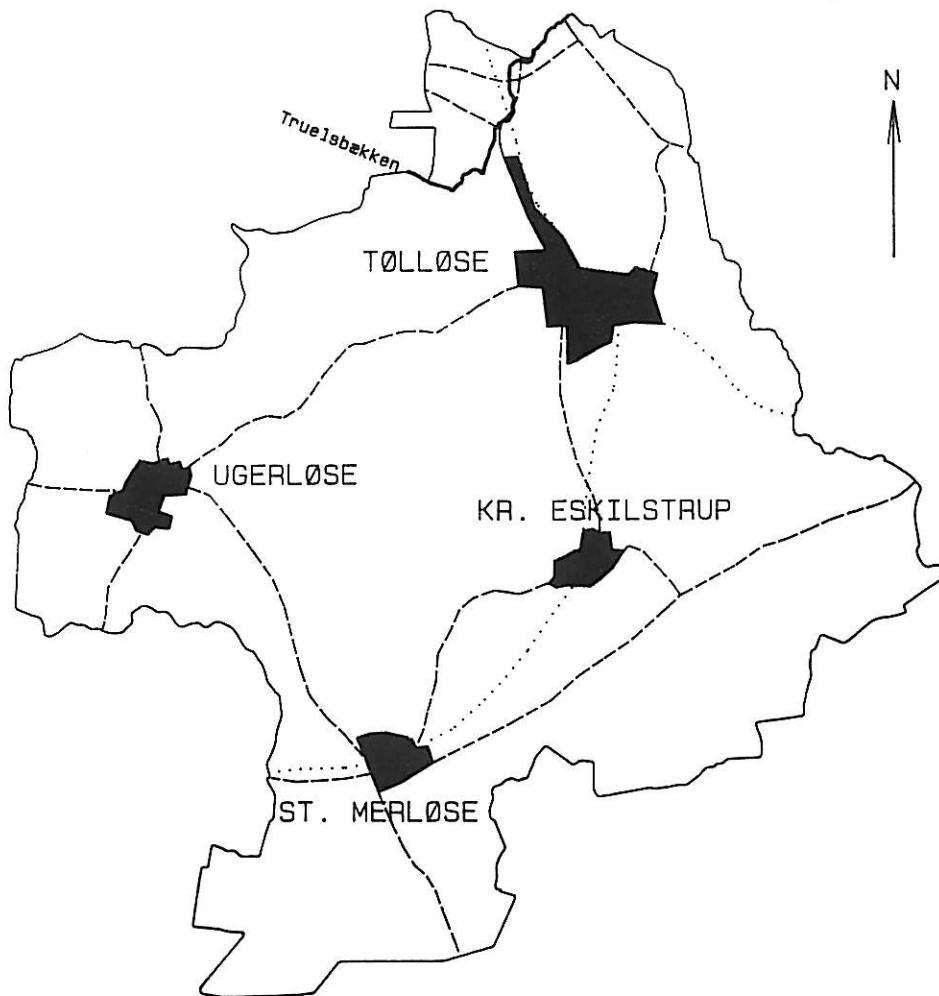 N
Truelsbækken
TØLLØSE
UGERLØSE
KR. ESKILSTRUP
ST. MERLØSE